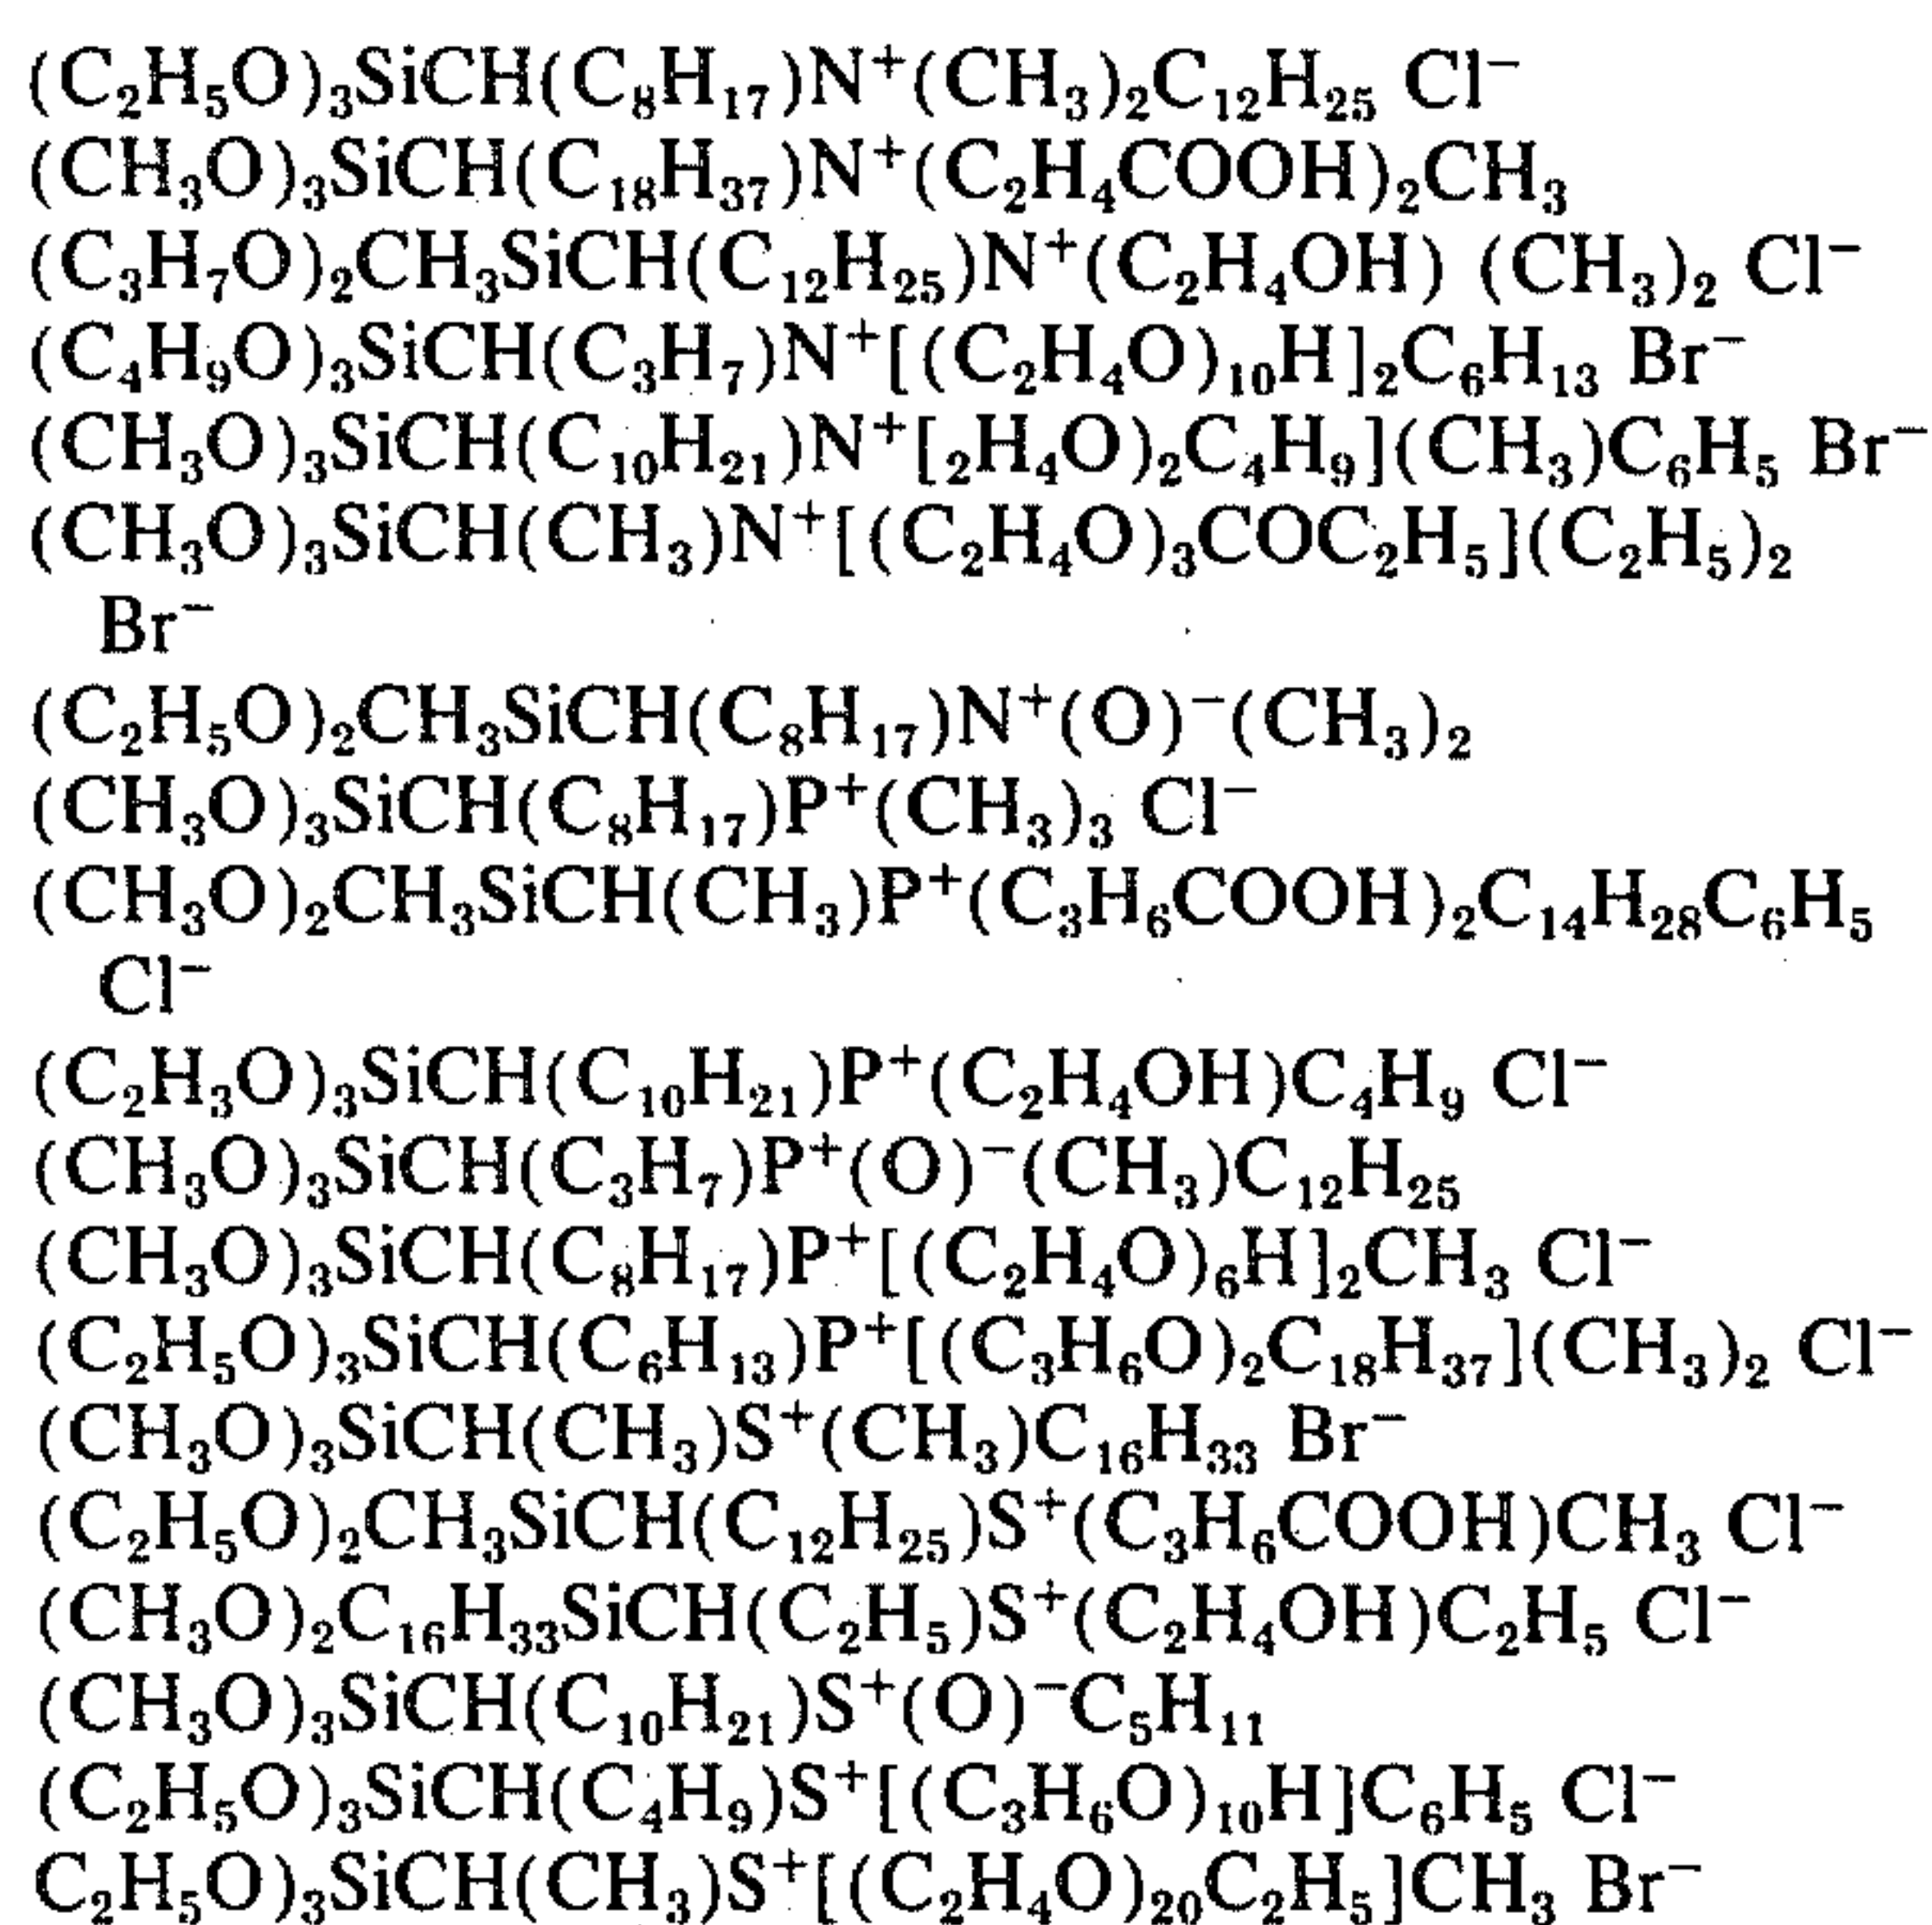 (C₂H₅O)₃SiCH(C₈H₁₇)N⁺(CH₃)₂C₁₂H₂₅ Cl⁻
(CH₃O)₃SiCH(C₁₈H₃₇)N⁺(C₂H₄COOH)₂CH₃
(C₃H₇O)₂CH₃SiCH(C₁₂H₂₅)N⁺(C₂H₄OH) (CH₃)₂ Cl⁻
(C₄H₉O)₃SiCH(C₃H₇)N⁺[(C₂H₄O)₁₀H]₂C₆H₁₃ Br⁻
(CH₃O)₃SiCH(C₁₀H₂₁)N⁺[₂H₄O)₂C₄H₉](CH₃)C₆H₅ Br⁻
(CH₃O)₃SiCH(CH₃)N⁺[(C₂H₄O)₃COC₂H₅](C₂H₅)₂
Br⁻
(C₂H₅O)₂CH₃SiCH(C₈H₁₇)N⁺(O)⁻(CH₃)₂
(CH₃O)₃SiCH(C₈H₁₇)P⁺(CH₃)₃ Cl⁻
(CH₃O)₂CH₃SiCH(CH₃)P⁺(C₃H₆COOH)₂C₁₄H₂₈C₆H₅
Cl⁻
(C₂H₃O)₃SiCH(C₁₀H₂₁)P⁺(C₂H₄OH)C₄H₉ Cl⁻
(CH₃O)₃SiCH(C₃H₇)P⁺(O)⁻(CH₃)C₁₂H₂₅
(CH₃O)₃SiCH(C₈H₁₇)P⁺[(C₂H₄O)₆H]₂CH₃ Cl⁻
(C₂H₅O)₃SiCH(C₆H₁₃)P⁺[(C₃H₆O)₂C₁₈H₃₇](CH₃)₂ Cl⁻
(CH₃O)₃SiCH(CH₃)S⁺(CH₃)C₁₆H₃₃ Br⁻
(C₂H₅O)₂CH₃SiCH(C₁₂H₂₅)S⁺(C₃H₆COOH)CH₃ Cl⁻
(CH₃O)₂C₁₆H₃₃SiCH(C₂H₅)S⁺(C₂H₄OH)C₂H₅ Cl⁻
(CH₃O)₃SiCH(C₁₀H₂₁)S⁺(O)⁻C₅H₁₁
(C₂H₅O)₃SiCH(C₄H₉)S⁺[(C₃H₆O)₁₀H]C₆H₅ Cl⁻
C₂H₅O)₃SiCH(CH₃)S⁺[(C₂H₄O)₂₀C₂H₅]CH₃ Br⁻